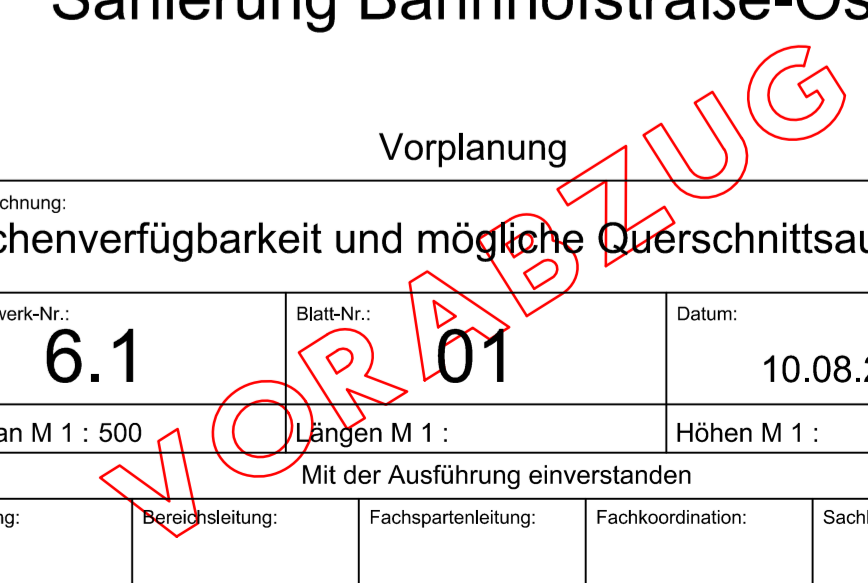 Sanierung Bahnhofstraße-Os
Vorplanung
chnung:
chenverfügbarkeit und mögliche Querschnittsau
werk-Nr.:
Blatt-Nr.:
Datum:
6.1
01
10.08.2
an M 1 : 500
Längen M 1 :
Höhen M 1 :
Mit der Ausführung einverstanden
ng:
Bereichsleitung:
Fachspartenleitung:
Fachkoordination:
Sach
VORABZUG